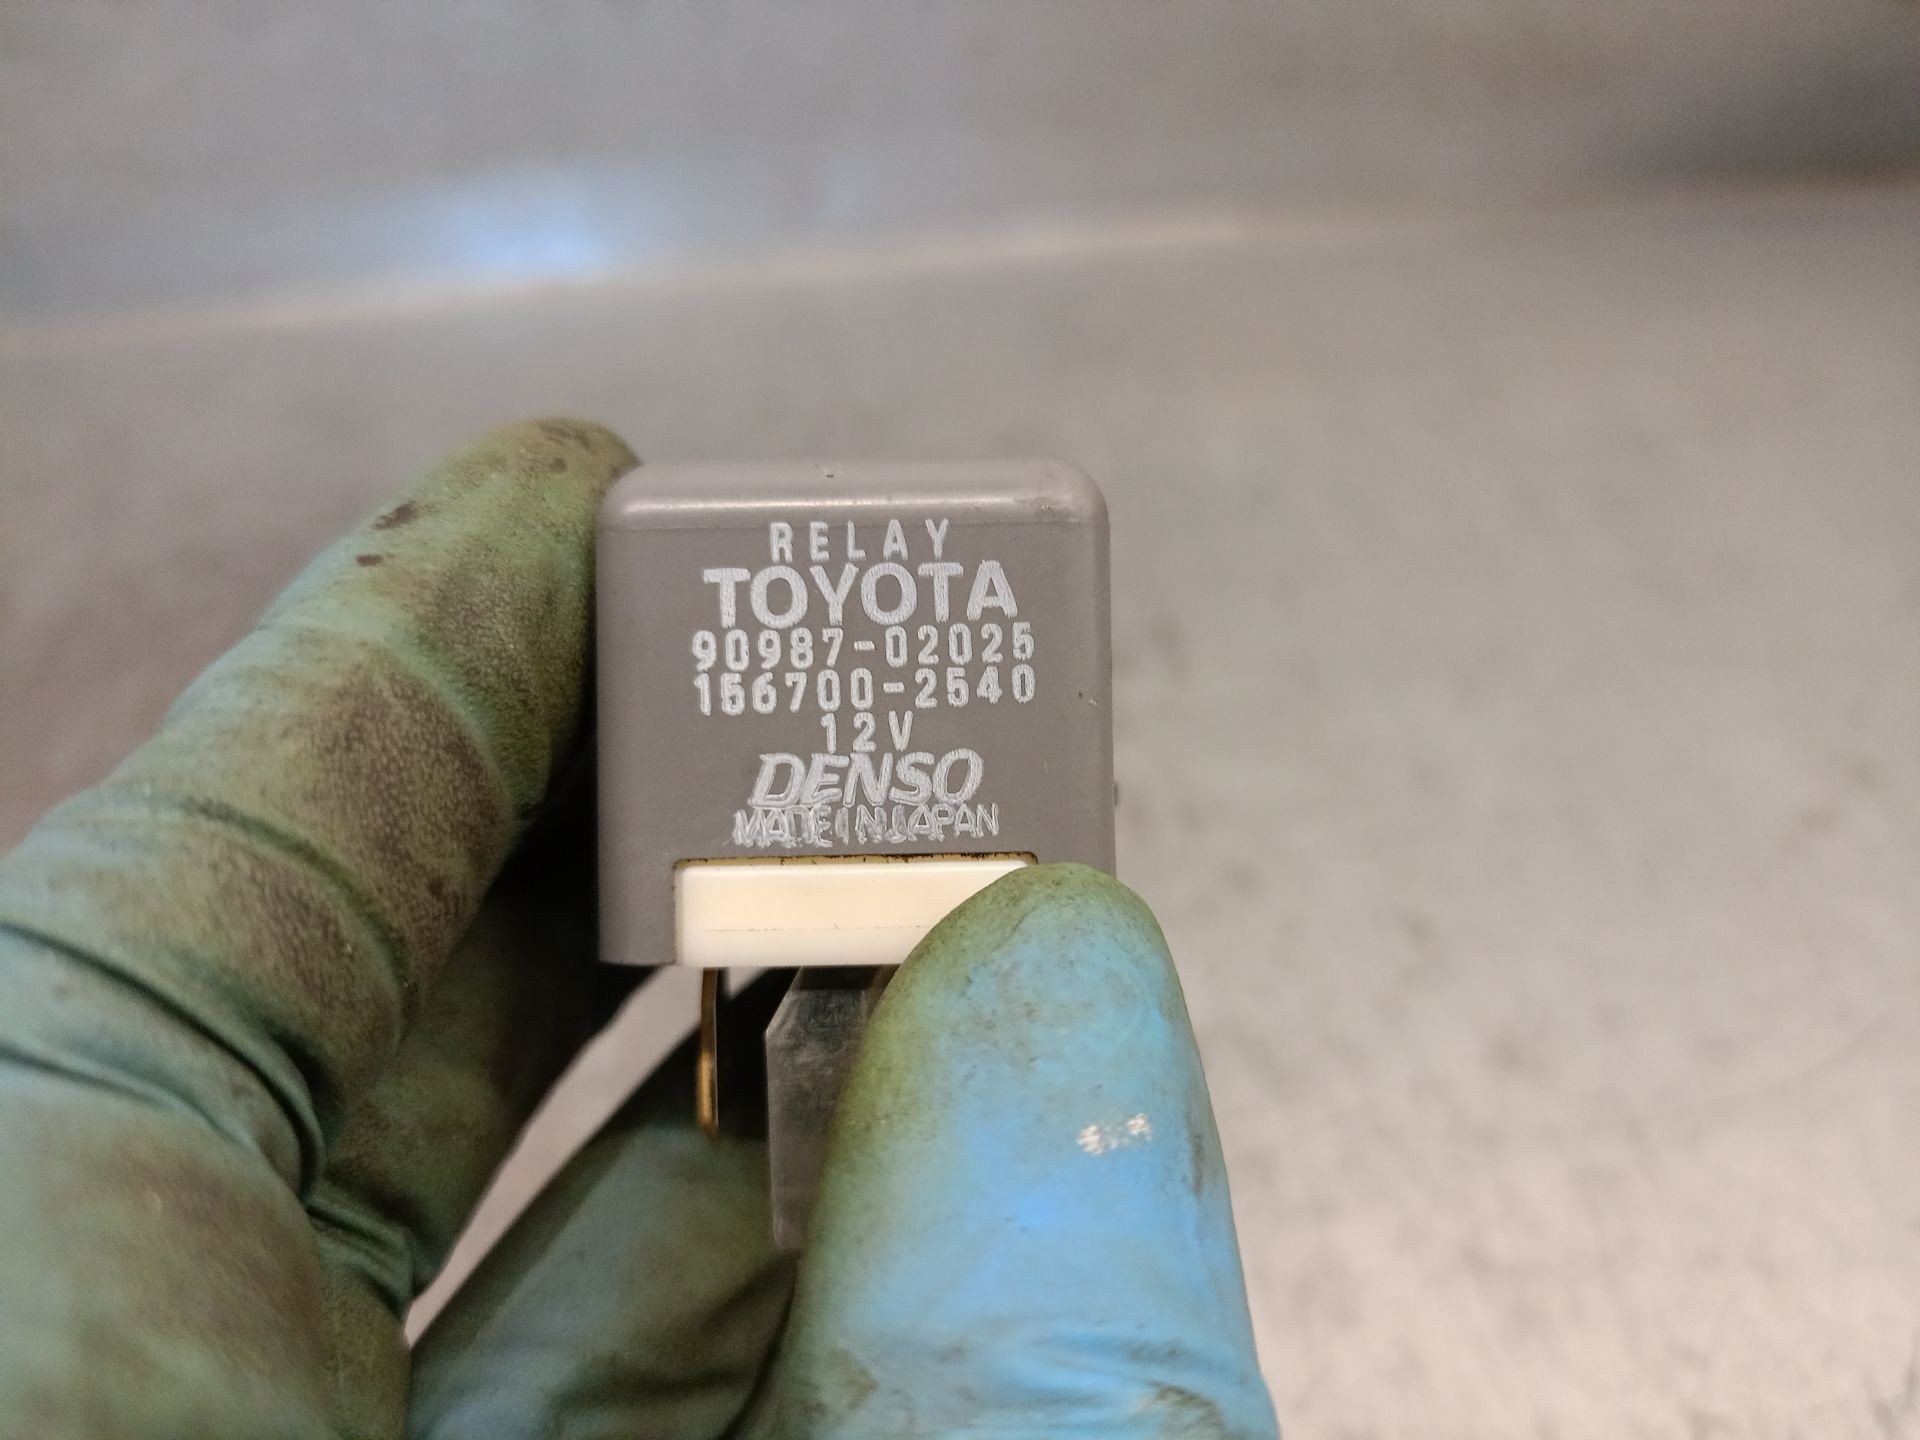 RELAY
TOYOTA
90987-02025
156700-2540
12V
DENSO
MADE IN JAPAN